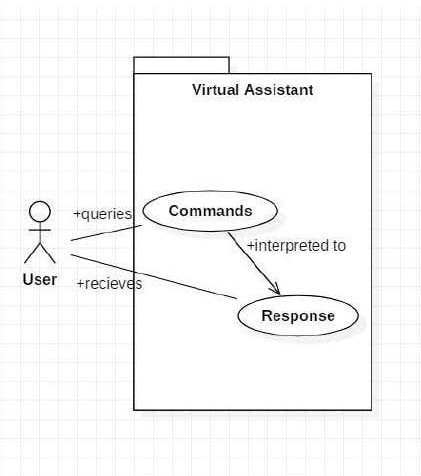 Virtual Assistant
+queries
Commands
+interpreted to
User
+recieves
Response